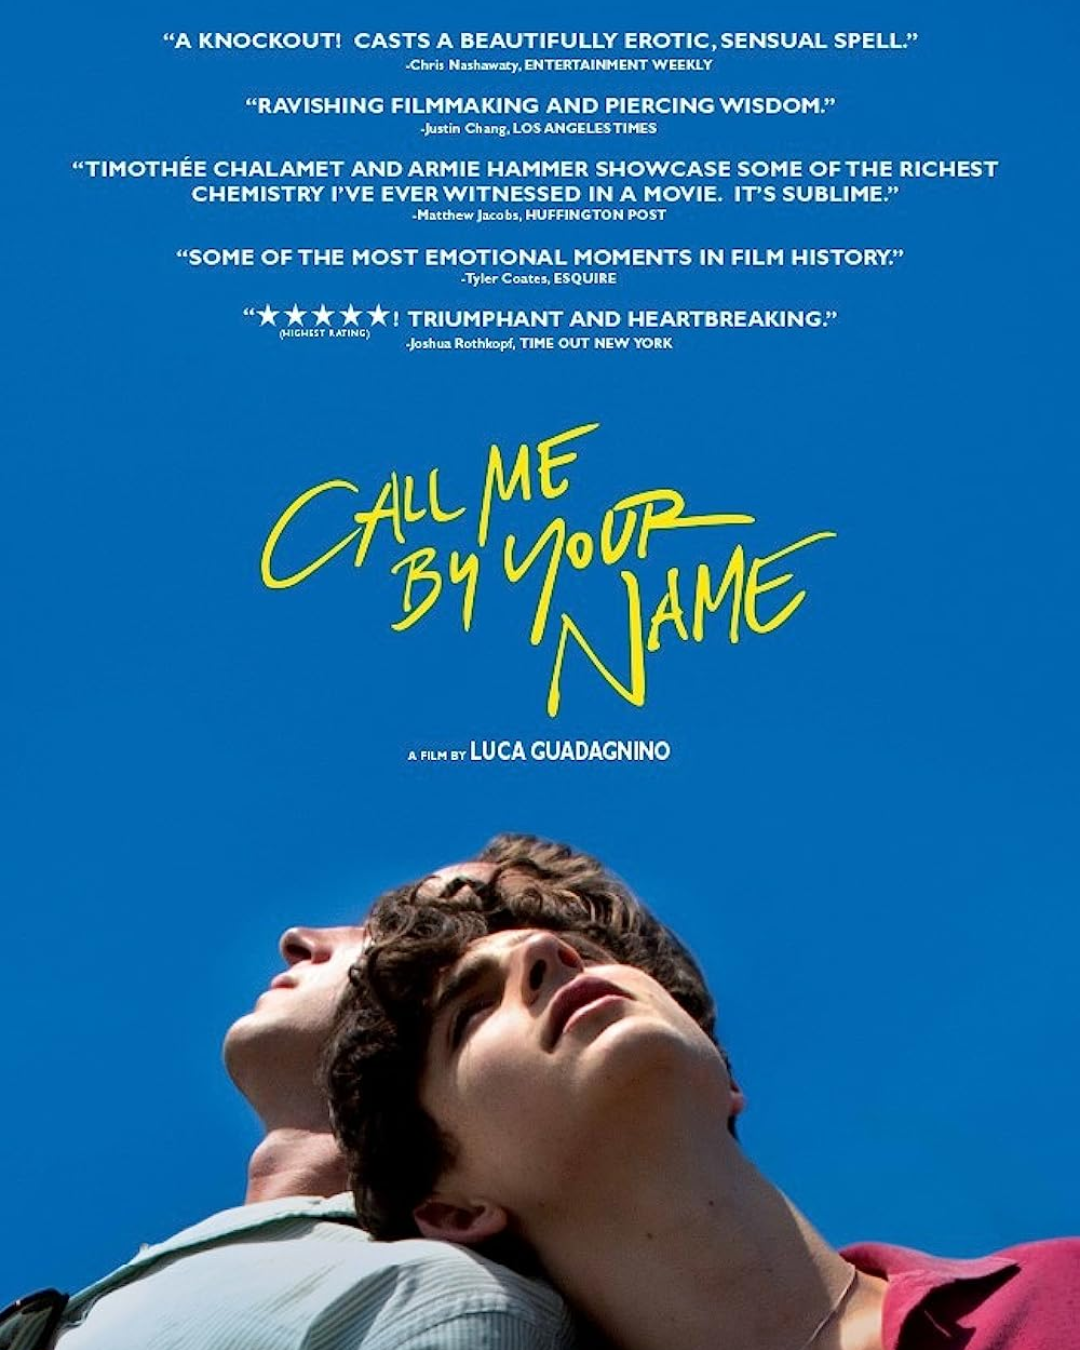 “A KNOCKOUT! CASTS A BEAUTIFULLY EROTIC, SENSUAL SPELL.”
-Chris Nashawaty, ENTERTAINMENT WEEKLY
“RAVISHING FILMMAKING AND PIERCING WISDOM.”
-Justin Chang, LOS ANGELES TIMES
“TIMOTHÉE CHALAMET AND ARMIE HAMMER SHOWCASE SOME OF THE RICHEST
CHEMISTRY I’VE EVER WITNESSED IN A MOVIE. IT’S SUBLIME.”
-Matthew Jacobs, HUFFINGTON POST
“SOME OF THE MOST EMOTIONAL MOMENTS IN FILM HISTORY.”
-Tyler Coates, ESQUIRE
“★★★★★! TRIUMPHANT AND HEARTBREAKING.”
(HIGHEST RATING)
-Joshua Rothkopf, TIME OUT NEW YORK
CALL ME
BY YOUR
NAME
A FILM BY LUCA GUADAGNINO